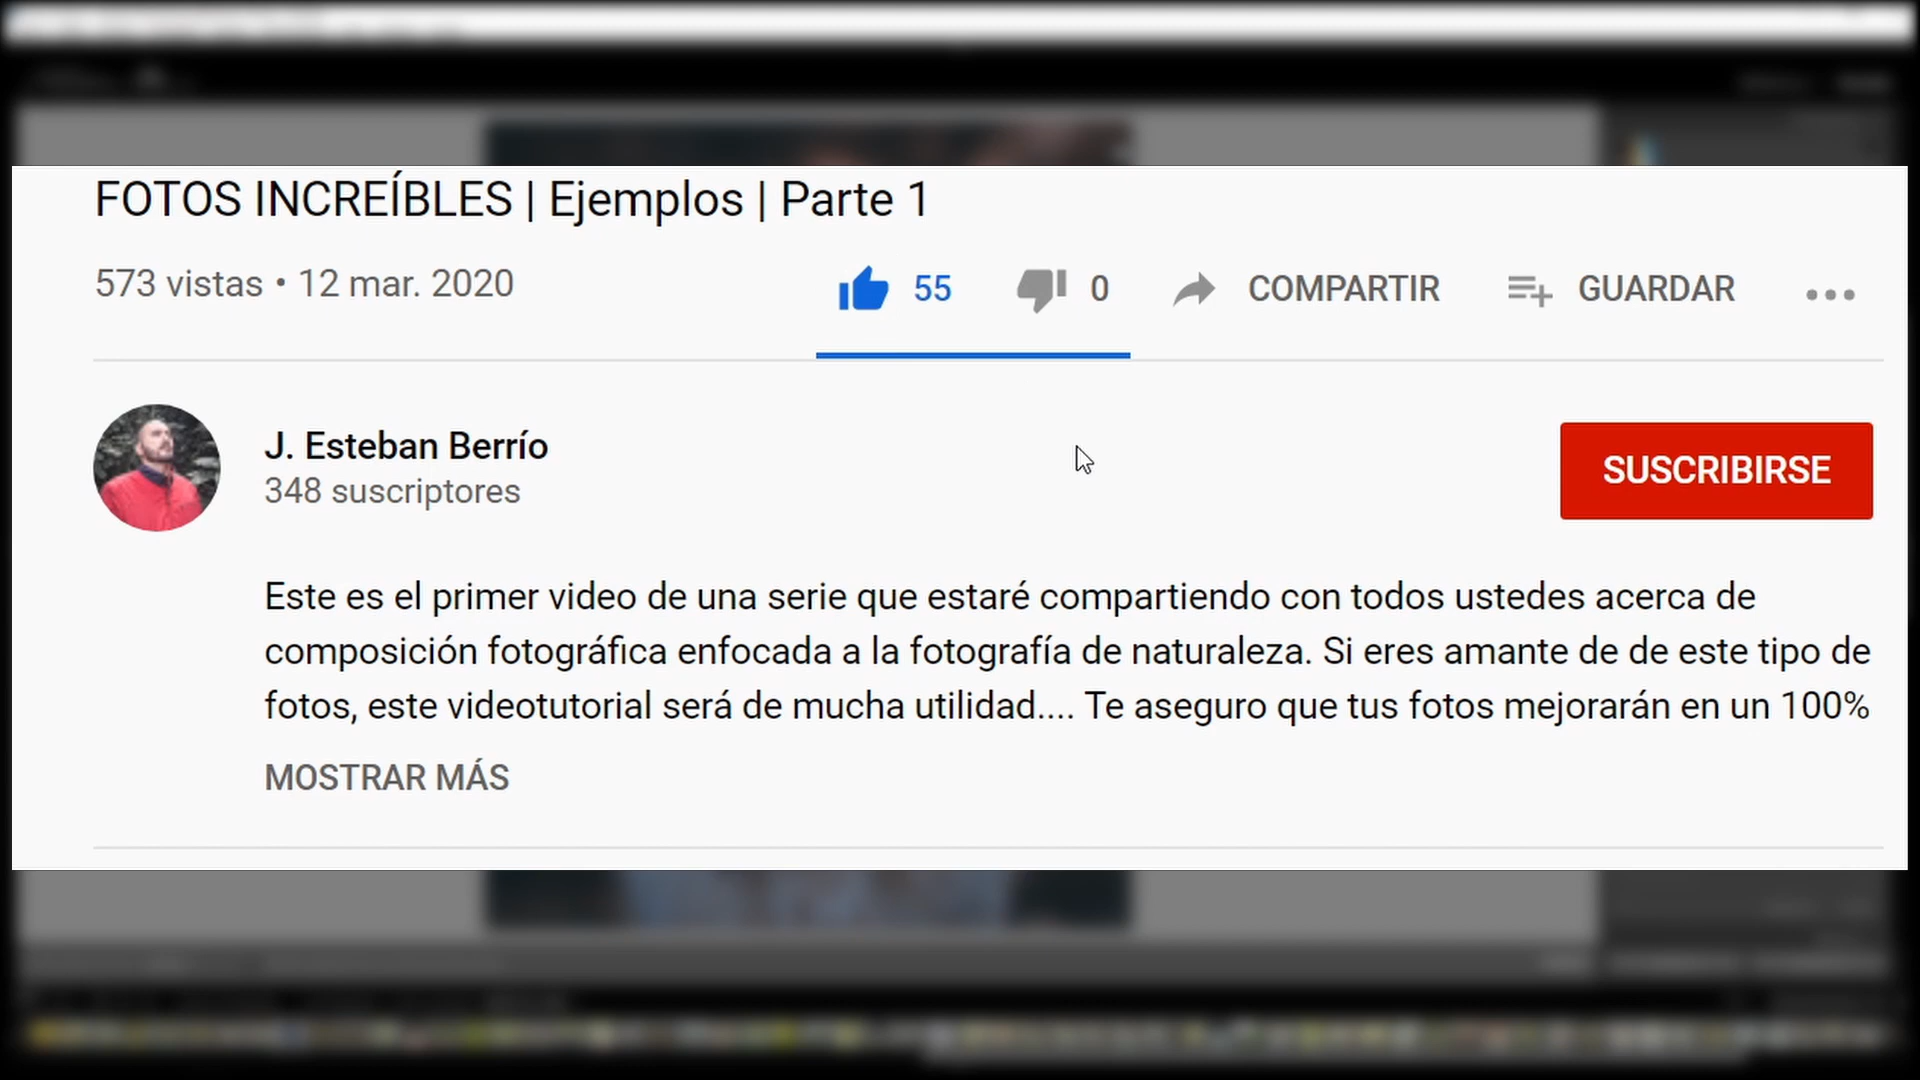 FOTOS INCREÍBLES | Ejemplos | Parte 1
573 vistas • 12 mar. 2020
55
0
COMPARTIR
GUARDAR
J. Esteban Berrío
348 suscriptores
SUSCRIBIRSE
Este es el primer video de una serie que estaré compartiendo con todos ustedes acerca de
composición fotográfica enfocada a la fotografía de naturaleza. Si eres amante de de este tipo de
fotos, este videotutorial será de mucha utilidad.... Te aseguro que tus fotos mejorarán en un 100%
MOSTRAR MÁS